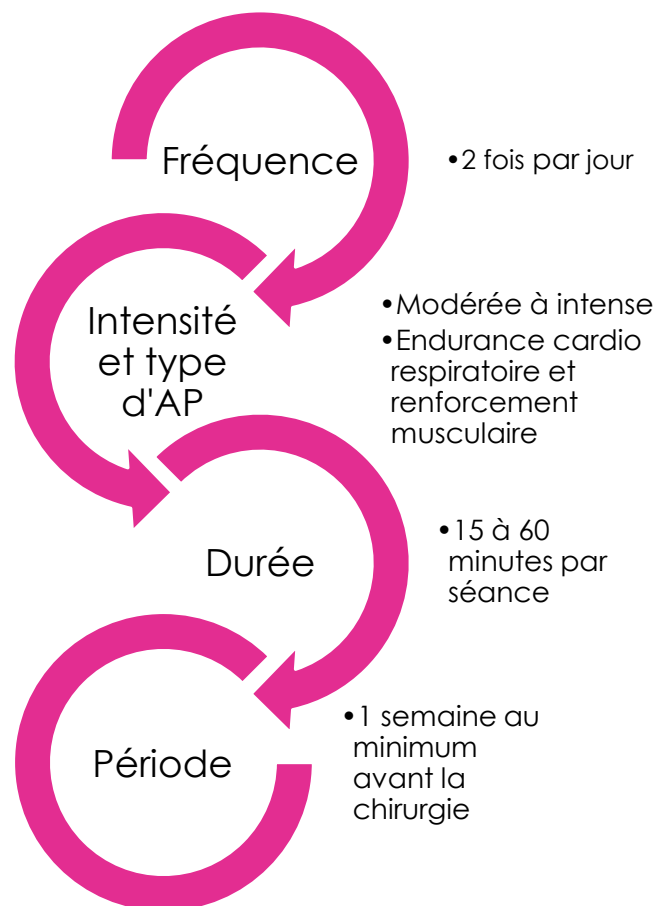 Fréquence
•2 fois par jour
Intensité
et type
d'AP
•Modérée à intense
•Endurance cardio
respiratoire et
renforcement
musculaire
Durée
•15 à 60
minutes par
séance
Période
•1 semaine au
minimum
avant la
chirurgie